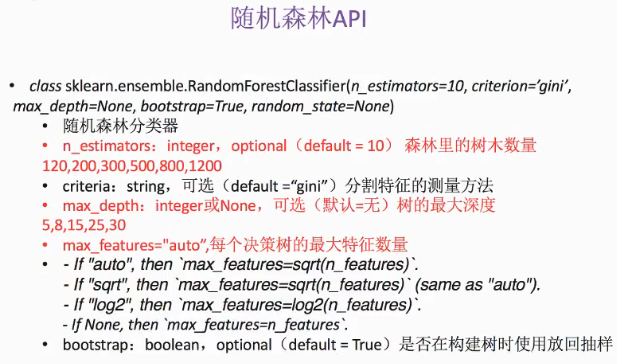 随机森林API
• class sklearn.ensemble.RandomForestClassifier(n_estimators=10, criterion='gini',
max_depth=None, bootstrap=True, random_state=None)
• 随机森林分类器
• n_estimators：integer，optional（default = 10） 森林里的树木数量
120,200,300,500,800,1200
• criteria：string，可选（default =“gini”）分割特征的测量方法
• max_depth：integer或None，可选（默认=无）树的最大深度
5,8,15,25,30
• max_features="auto”,每个决策树的最大特征数量
• - If "auto", then `max_features=sqrt(n_features)`.
- If "sqrt", then `max_features=sqrt(n_features)` (same as "auto").
- If "log2", then `max_features=log2(n_features)`.
- If None, then `max_features=n_features`.
• bootstrap：boolean，optional（default = True）是否在构建树时使用放回抽样